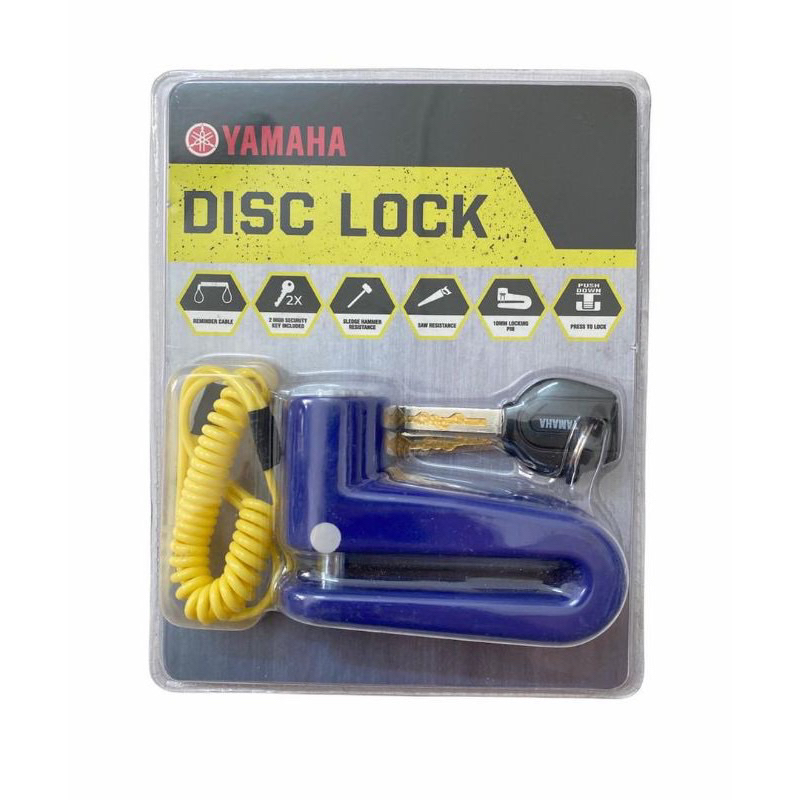 YAMAHA
DISC LOCK
2X
PUSH
DOWN
REMINDER CABLE
2 HIGH SECURITY
KEY INCLUDED
SLEDGE HAMMER
RESISTANCE
SAW RESISTANCE
10MM LOCKING
PIN
PRESS TO LOCK
YAMAHA